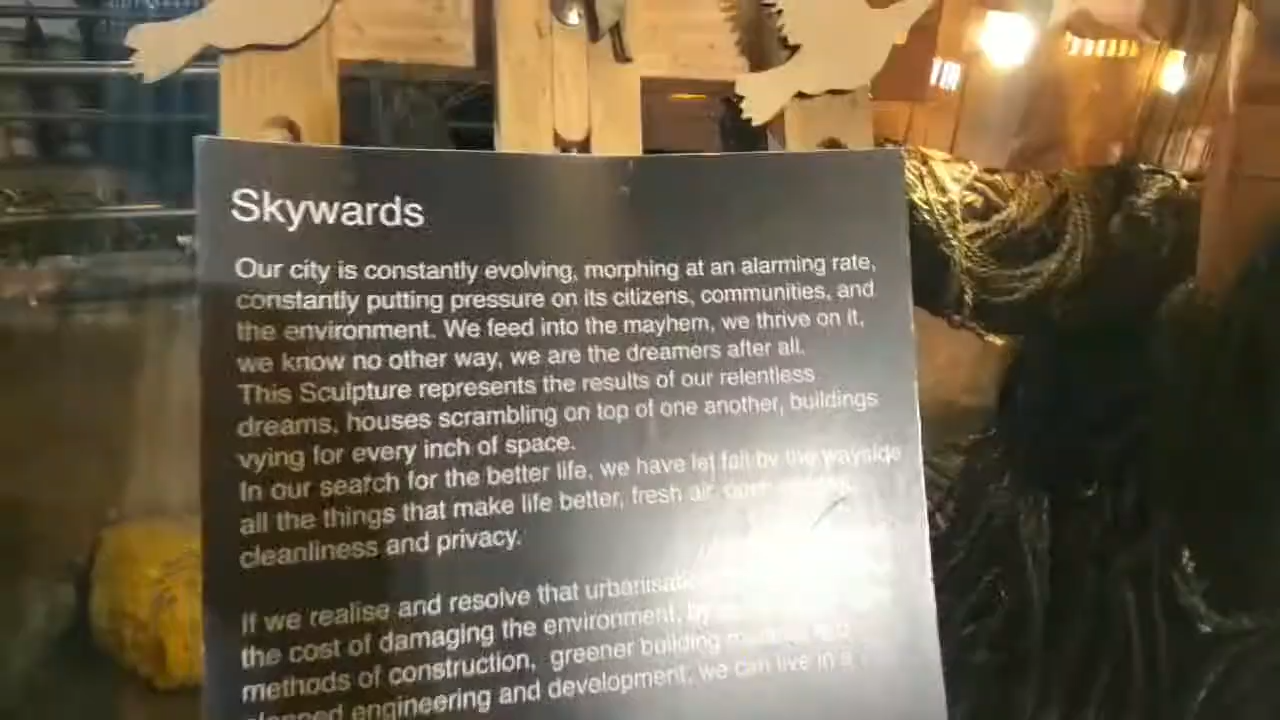 Skywards
Our city is constantly evolving, morphing at an alarming rate,
constantly putting pressure on its citizens, communities, and
the environment. We feed into the mayhem, we thrive on it,
we know no other way, we are the dreamers after all.
This Sculpture represents the results of our relentless
dreams, houses scrambling on top of one another, buildings
vying for every inch of space.
In our search for the better life, we have let fall by the wayside
all the things that make life better, fresh air,
cleanliness and privacy.
If we realise and resolve that
the cost of damaging the environment, by
methods of construction, greener building
planned engineering and development, we can live in a